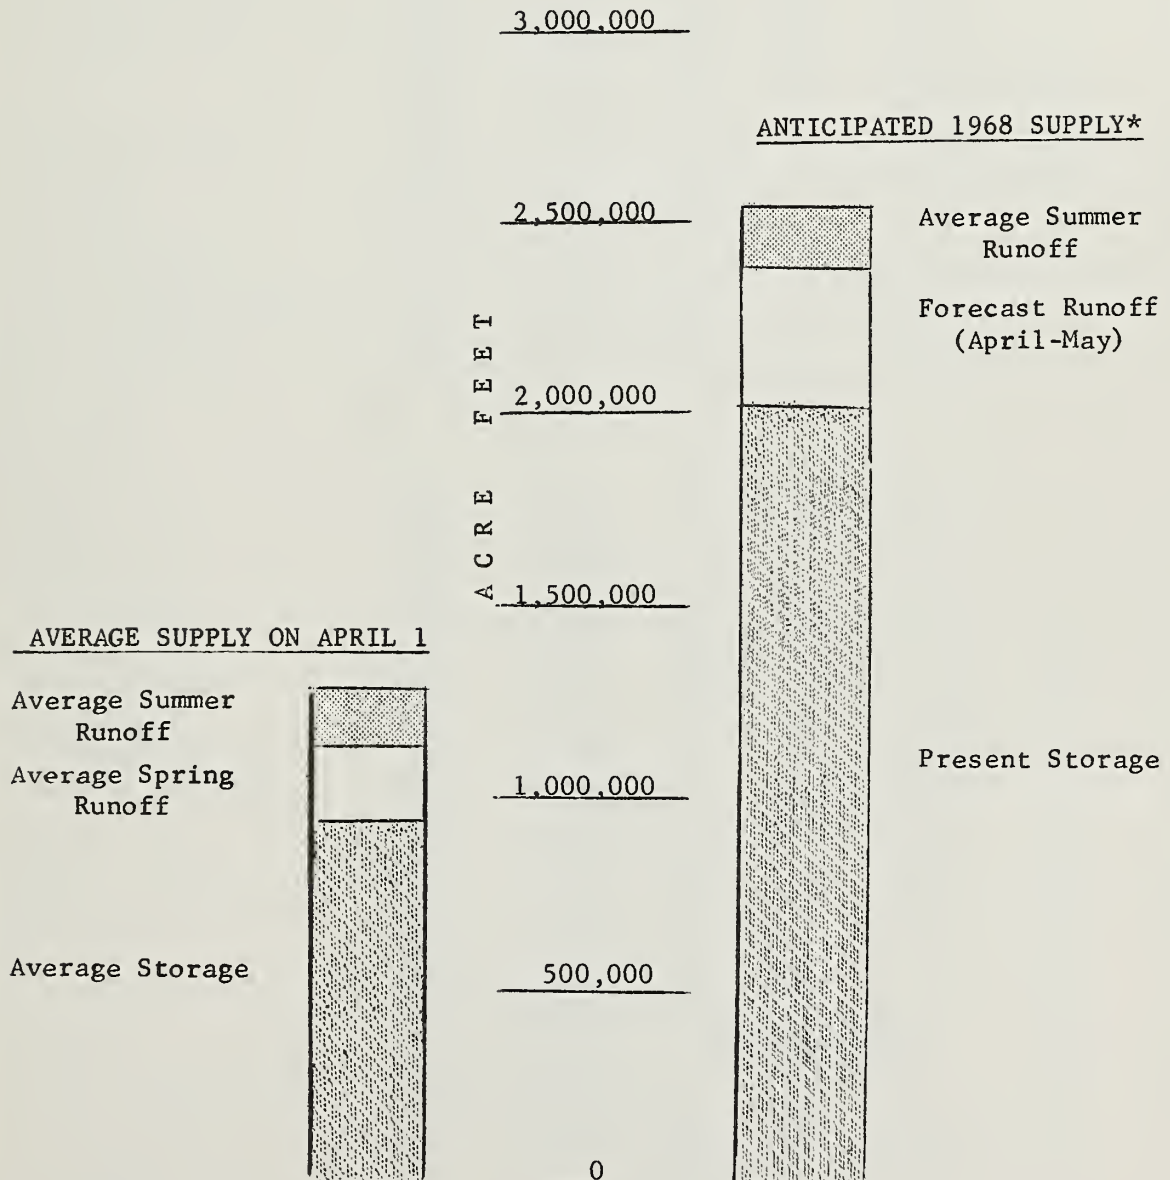 3,000,000
ANTICIPATED 1968 SUPPLY*
2,500,000
Average Summer
Runoff
Forecast Runoff
(April-May)
ACRE FEET
2,000,000
1,500,000
AVERAGE SUPPLY ON APRIL 1
Average Summer
Runoff
Average Spring
Runoff
1,000,000
Present Storage
Average Storage
500,000
0